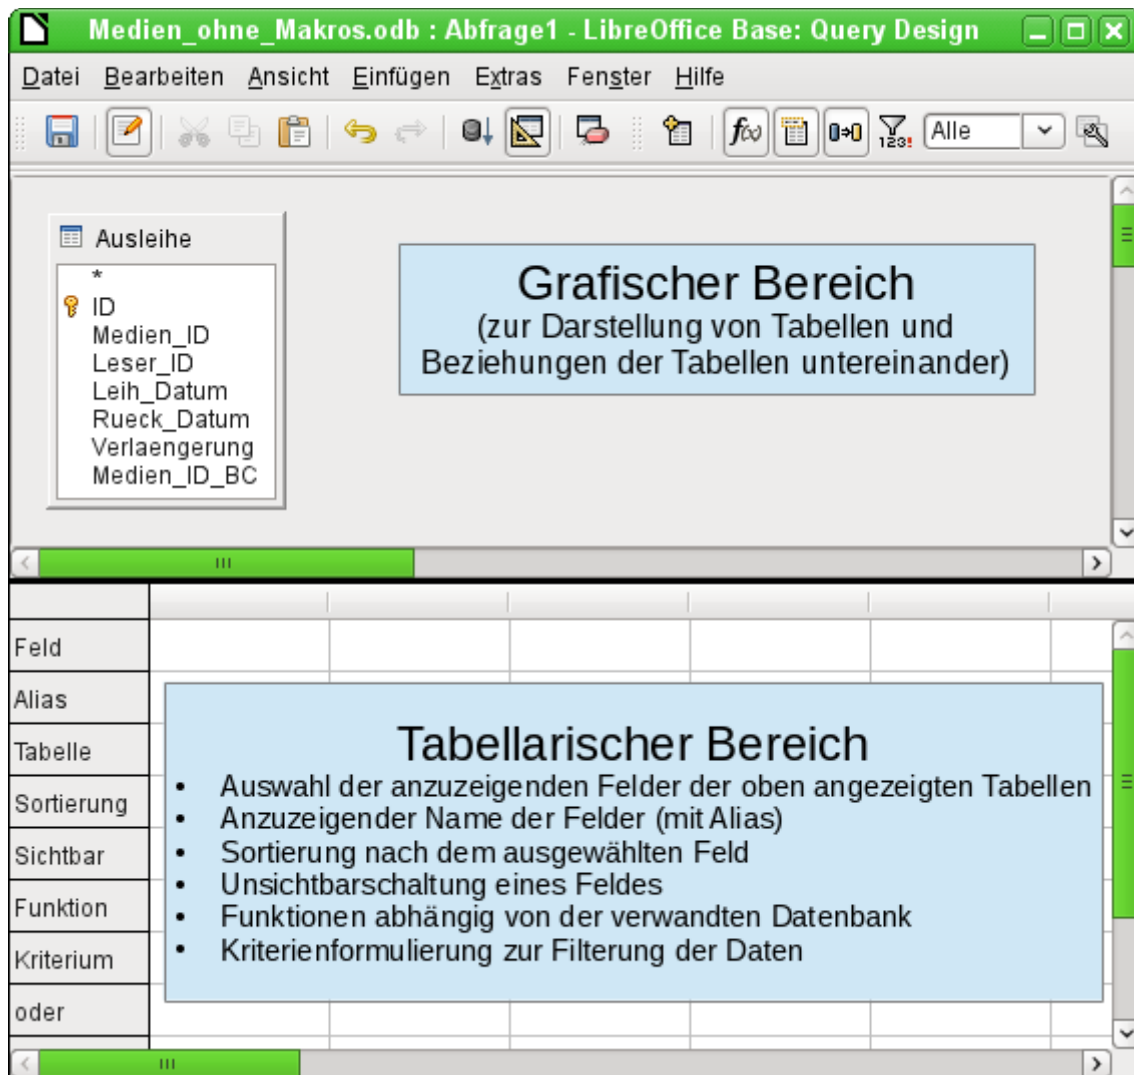 Medien_ohne_Makros.odb : Abfrage1 - LibreOffice Base: Query Design
Datei Bearbeiten Ansicht Einfügen Extras Fenster Hilfe
f(x) 123! Alle
Ausleihe
*
ID
Medien_ID
Leser_ID
Leih_Datum
Rueck_Datum
Verlaengerung
Medien_ID_BC
Grafischer Bereich
(zur Darstellung von Tabellen und
Beziehungen der Tabellen untereinander)
Feld
Alias
Tabelle
Sortierung
Sichtbar
Funktion
Kriterium
oder
Tabellarischer Bereich
• Auswahl der anzuzeigenden Felder der oben angezeigten Tabellen
• Anzuzeigender Name der Felder (mit Alias)
• Sortierung nach dem ausgewählten Feld
• Unsichtbarschaltung eines Feldes
• Funktionen abhängig von der verwandten Datenbank
• Kriterienformulierung zur Filterung der Daten